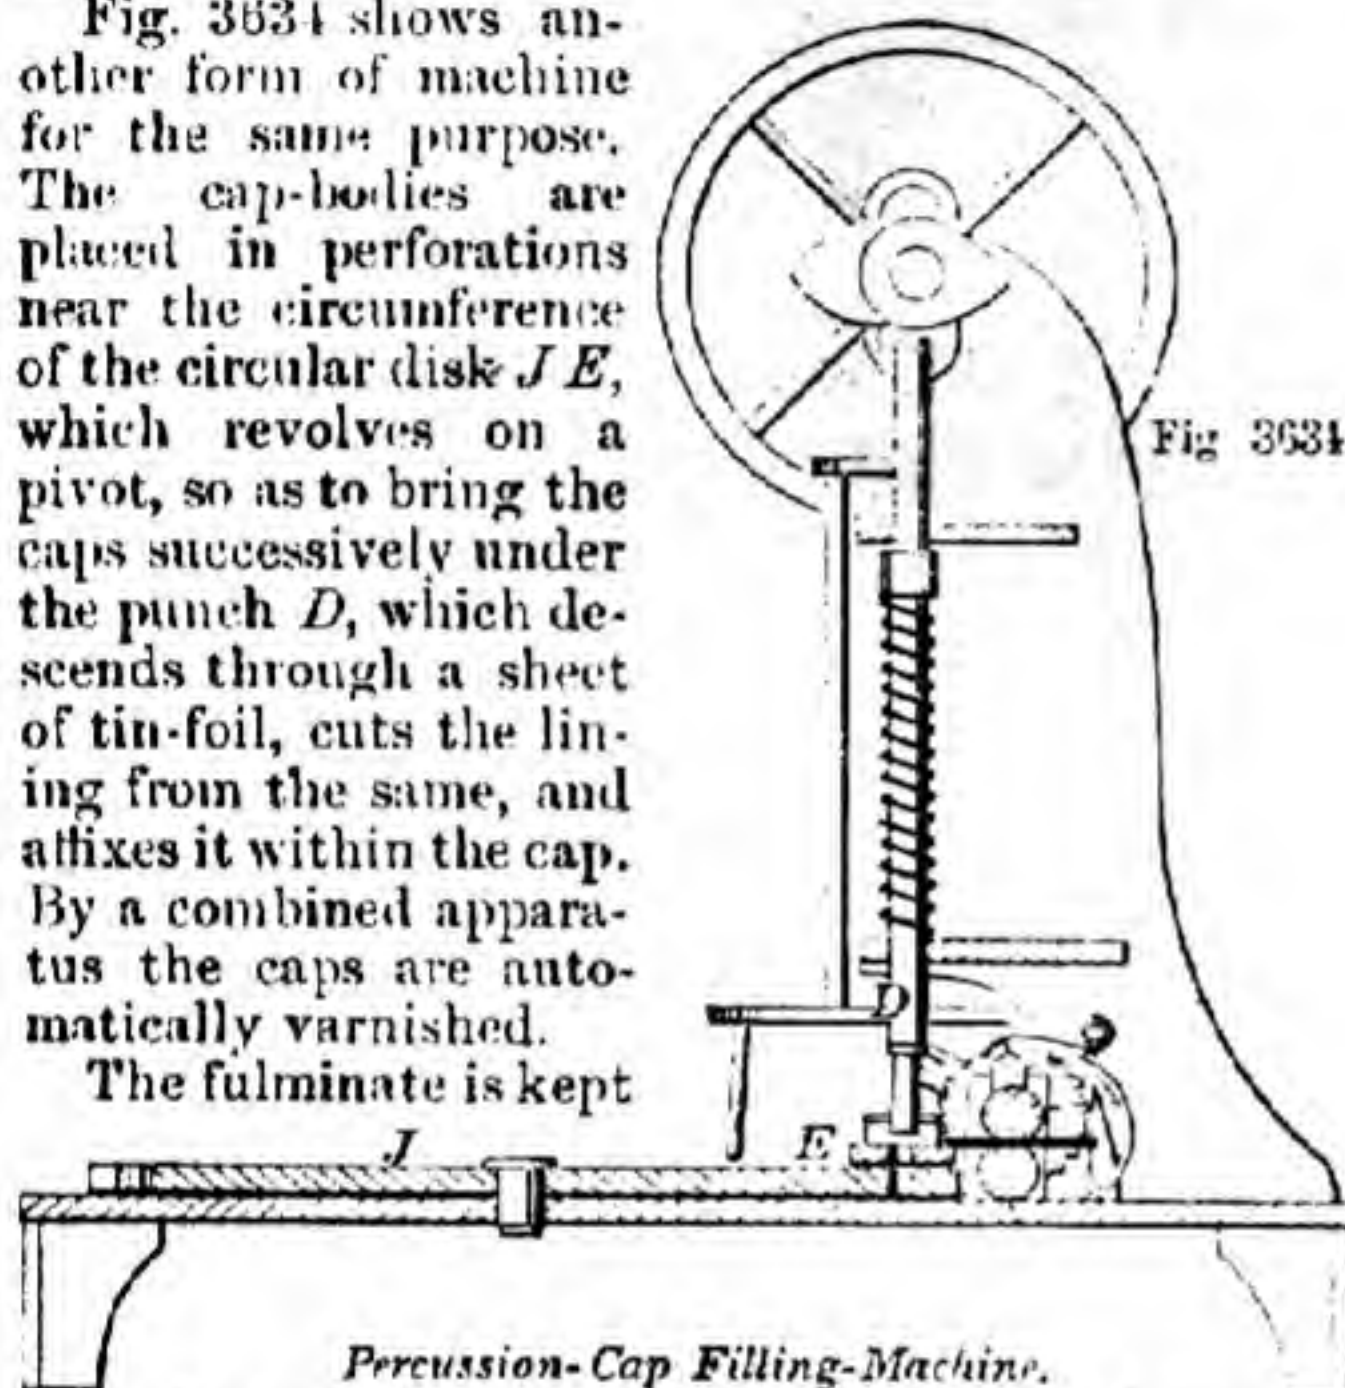 Fig. 3634 shows an-
other form of machine
for the same purpose.
The cap-bodies are
placed in perforations
near the circumference
of the circular disk J E,
which revolves on a
pivot, so as to bring the
caps successively under
the punch D, which de-
scends through a sheet
of tin-foil, cuts the lin-
ing from the same, and
affixes it within the cap.
By a combined appara-
tus the caps are auto-
matically varnished.
The fulminate is kept
Fig 3634
D
J
E
Percussion-Cap Filling-Machine.